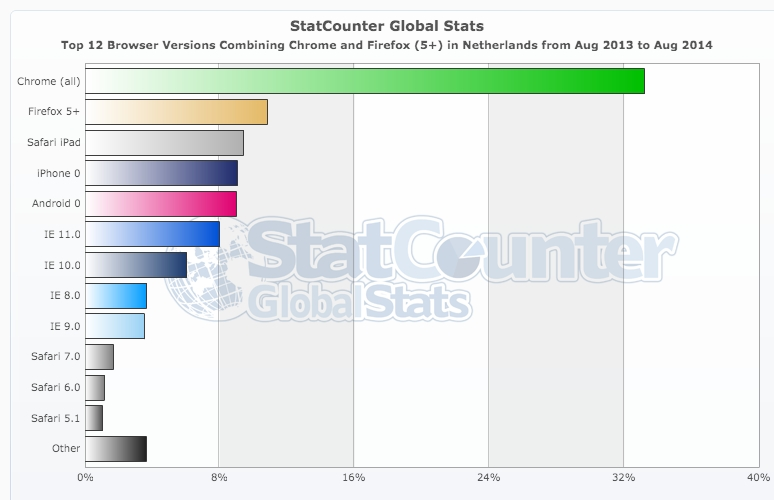 StatCounter Global Stats
Top 12 Browser Versions Combining Chrome and Firefox (5+) in Netherlands from Aug 2013 to Aug 2014
Chrome (all)
Firefox 5+
Safari iPad
iPhone 0
Android 0
IE 11.0
IE 10.0
IE 8.0
IE 9.0
Safari 7.0
Safari 6.0
Safari 5.1
Other
StatCounter
GlobalStats
0% 8% 16% 24% 32% 40%